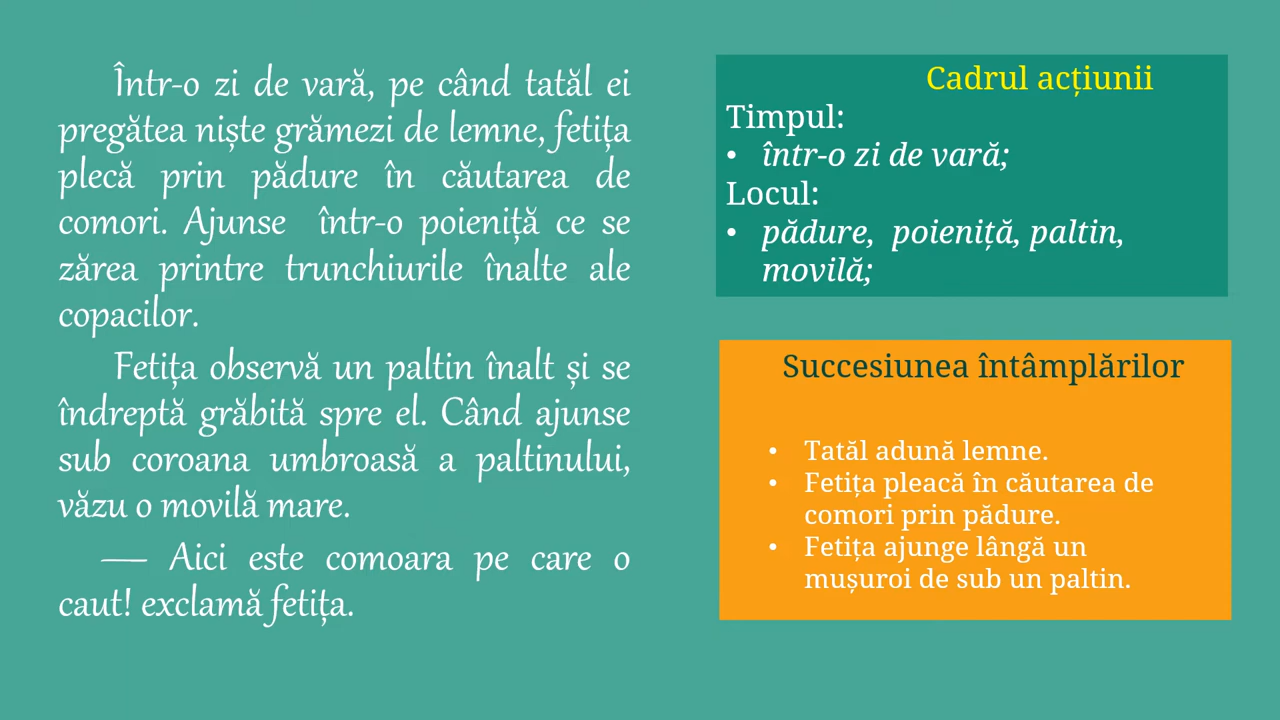 Într-o zi de vară, pe când tatăl ei
pregătea niște grămezi de lemne, fetița
plecă prin pădure în căutarea de
comori. Ajunse într-o poieniță ce se
zărea printre trunchiurile înalte ale
copacilor.
Fetița observă un paltin înalt și se
îndreptă grăbită spre el. Când ajunse
sub coroana umbroasă a paltinului,
văzu o movilă mare.
— Aici este comoara pe care o
caut! exclamă fetița.
Cadrul acțiunii
Timpul:
• într-o zi de vară;
Locul:
• pădure, poieniță, paltin,
movilă;
Succesiunea întâmplărilor
• Tatăl adună lemne.
• Fetița pleacă în căutarea de
comori prin pădure.
• Fetița ajunge lângă un
mușuroi de sub un paltin.